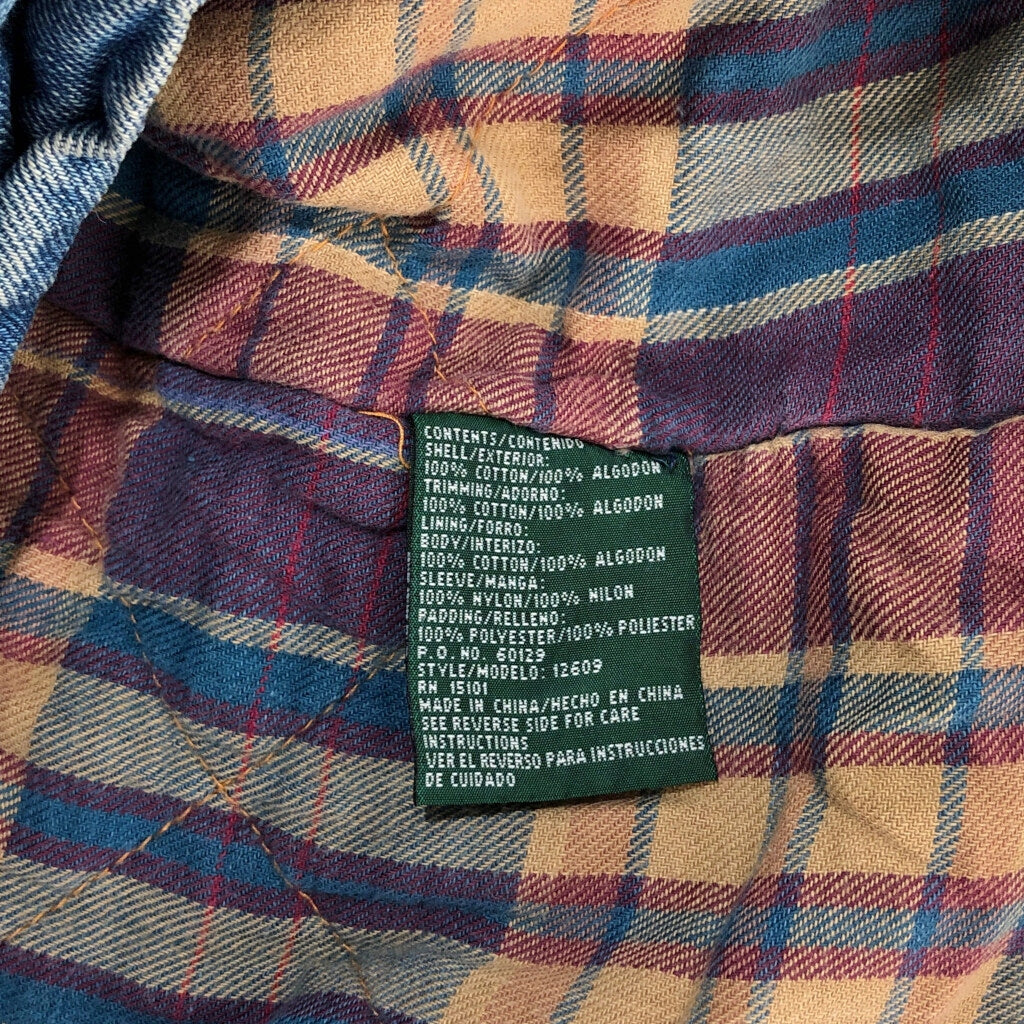 CONTENTS/CONTENIDO
SHELL/EXTERIOR:
100% COTTON/100% ALGODON
TRIMMING/ADORNO:
100% COTTON/100% ALGODON
LINING/FORRO:
BODY/INTERIZO:
100% COTTON/100% ALGODON
SLEEVE/MANGA:
100% NYLON/100% NILON
PADDING/RELLENO:
100% POLYESTER/100% POLIESTER
P.O. NO. 60129
STYLE/MODELO: 12609
RN 15101
MADE IN CHINA/HECHO EN CHINA
SEE REVERSE SIDE FOR CARE
INSTRUCTIONS
VER EL REVERSO PARA INSTRUCCIONES
DE CUIDADO